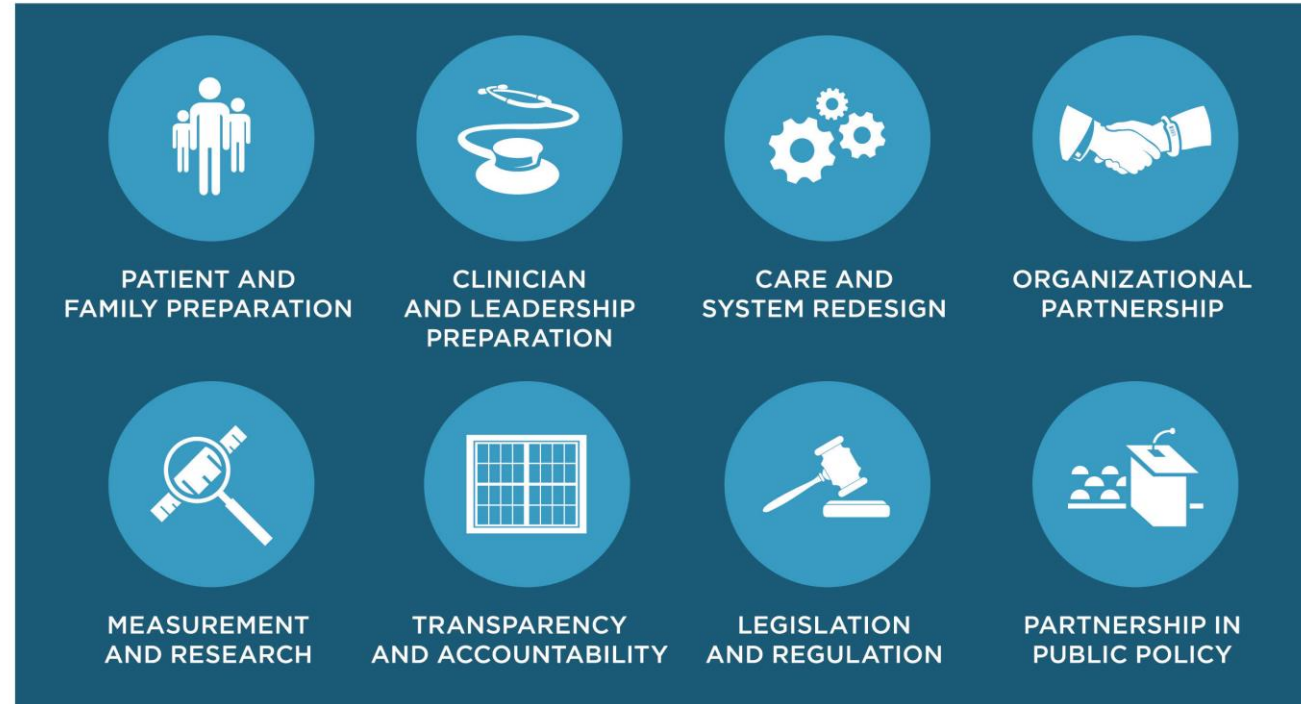 PATIENT AND
FAMILY PREPARATION
CLINICIAN
AND LEADERSHIP
PREPARATION
CARE AND
SYSTEM REDESIGN
ORGANIZATIONAL
PARTNERSHIP
MEASUREMENT
AND RESEARCH
TRANSPARENCY
AND ACCOUNTABILITY
LEGISLATION
AND REGULATION
PARTNERSHIP IN
PUBLIC POLICY